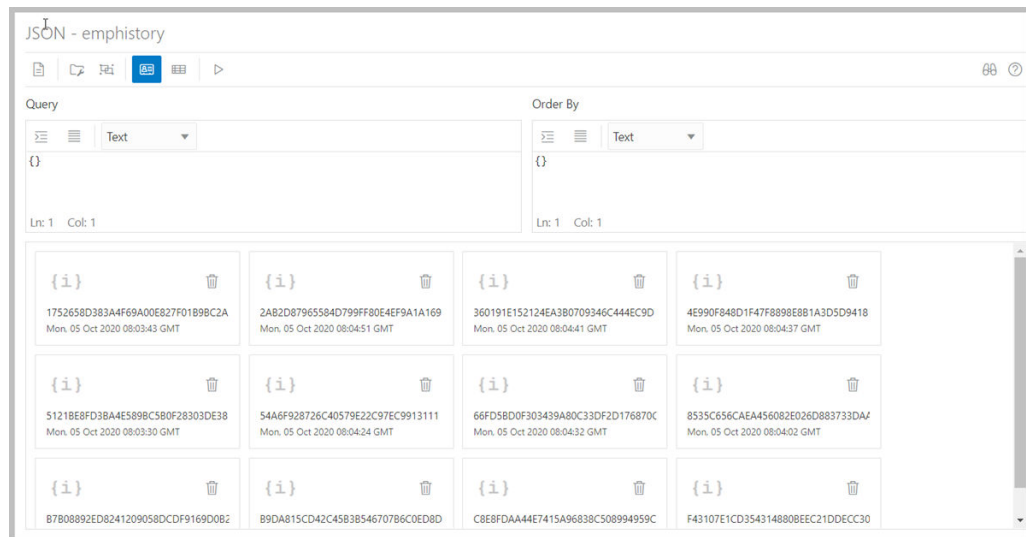 JSON - emphistory
Query
Order By
Text
Text
{}
{}
Ln: 1 Col: 1
Ln: 1 Col: 1
{i} {i} {i} {i}
1752658D383A4F69A00E827F01B9BC2A 2AB2D87965584D799FF80E4EF9A1A169 360191E152124EA3B0709346C444EC9D 4E990F848D1F47F8898E8B1A3D5D9418
Mon, 05 Oct 2020 08:03:43 GMT Mon, 05 Oct 2020 08:04:51 GMT Mon, 05 Oct 2020 08:04:41 GMT Mon, 05 Oct 2020 08:04:37 GMT
{i} {i} {i} {i}
5121BE8FD3BA4E589BC5B0F28303DE38 54A6F928726C40579E22C97EC9913111 66FD5BD0F303439A80C33DF2D176870C 8535C656CAEA456082E026D883733DAA
Mon, 05 Oct 2020 08:03:30 GMT Mon, 05 Oct 2020 08:04:24 GMT Mon, 05 Oct 2020 08:04:32 GMT Mon, 05 Oct 2020 08:04:02 GMT
{i} {i} {i} {i}
B7B08892ED8241209058DCDF9169D0B2 B9DA815CD42C45B3B546707B6C0ED8D C8E8FDAA44E7415A96838C508994959C F43107E1CD354314880BEEC21DDECC30